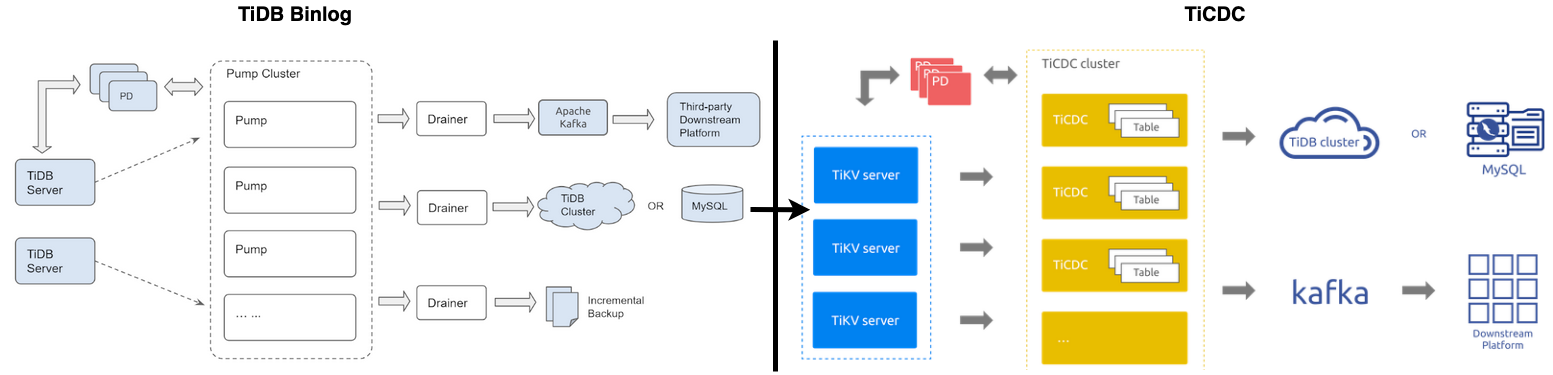 TiDB Binlog
PD
TiDB
Server
TiDB
Server
Pump Cluster
Pump
Pump
Pump
... ...
Drainer
Drainer
Drainer
Apache
Kafka
Third-party
Downstream
Platform
TiDB
Cluster
OR
MySQL
Incremental
Backup
TiCDC
PD
PD
PD
TiKV server
TiKV server
TiKV server
TiCDC cluster
TiCDC
Table
TiCDC
Table
TiCDC
Table
...
TiDB cluster
OR
MySQL
kafka
Downstream
Platform